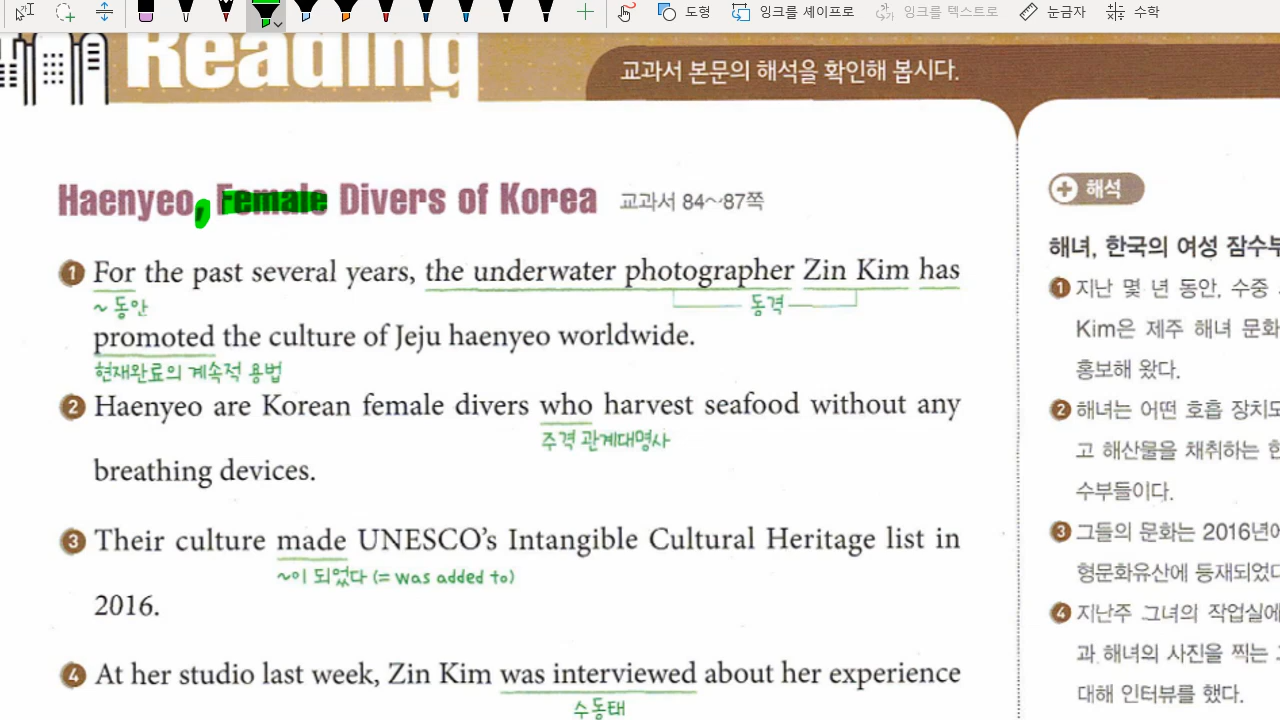 도형
잉크를 셰이프로
잉크를 텍스트로
눈금자
수학
Reading
교과서 본문의 해석을 확인해 봅시다.
Haenyeo, Female Divers of Korea 교과서 84~87쪽
1 For the past several years, the underwater photographer Zin Kim has
~ 동안
동격
promoted the culture of Jeju haenyeo worldwide.
현재완료의 계속적 용법
2 Haenyeo are Korean female divers who harvest seafood without any
주격 관계대명사
breathing devices.
3 Their culture made UNESCO's Intangible Cultural Heritage list in
~이 되었다 (= was added to)
2016.
4 At her studio last week, Zin Kim was interviewed about her experience
수동태
해석
해녀, 한국의 여성 잠수부
1 지난 몇 년 동안, 수중
Kim은 제주 해녀 문화
홍보해 왔다.
2 해녀는 어떤 호흡 장치도
고 해산물을 채취하는 한
수부들이다.
3 그들의 문화는 2016년에
형문화유산에 등재되었다
4 지난주 그녀의 작업실에
과 해녀의 사진을 찍는
대해 인터뷰를 했다.